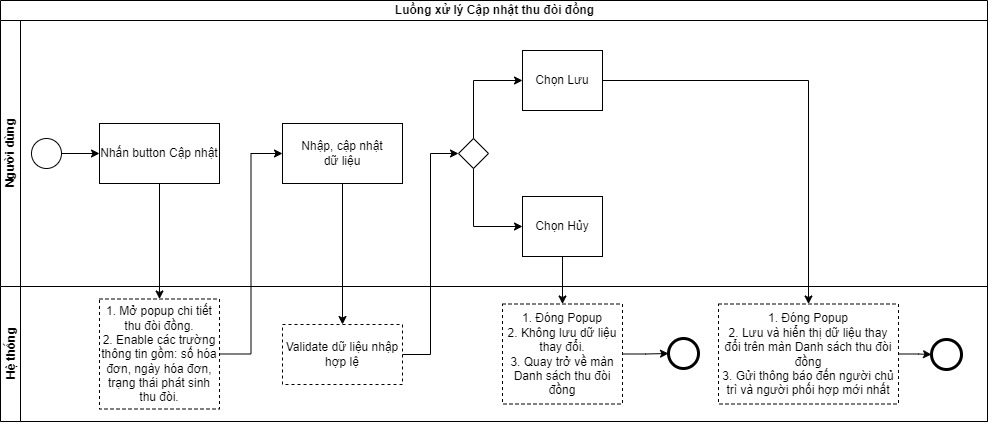 Luồng xử lý Cập nhật thu đòi đồng
Người dùng
Nhấn button Cập nhật
Nhập, cập nhật
dữ liệu
Chọn Lưu
Chọn Hủy
Hệ thống
1. Mở popup chi tiết
thu đòi đồng.
2. Enable các trường
thông tin gồm: số hóa
đơn, ngày hóa đơn,
trạng thái phát sinh
thu đòi.
Validate dữ liệu nhập
hợp lệ
1. Đóng Popup
2. Không lưu dữ liệu
thay đổi.
3. Quay trở về màn
Danh sách thu đòi
đồng
1. Đóng Popup
2. Lưu và hiển thị dữ liệu thay
đổi trên màn Danh sách thu đòi
đồng
3. Gửi thông báo đến người chủ
trì và người phối hợp mới nhất